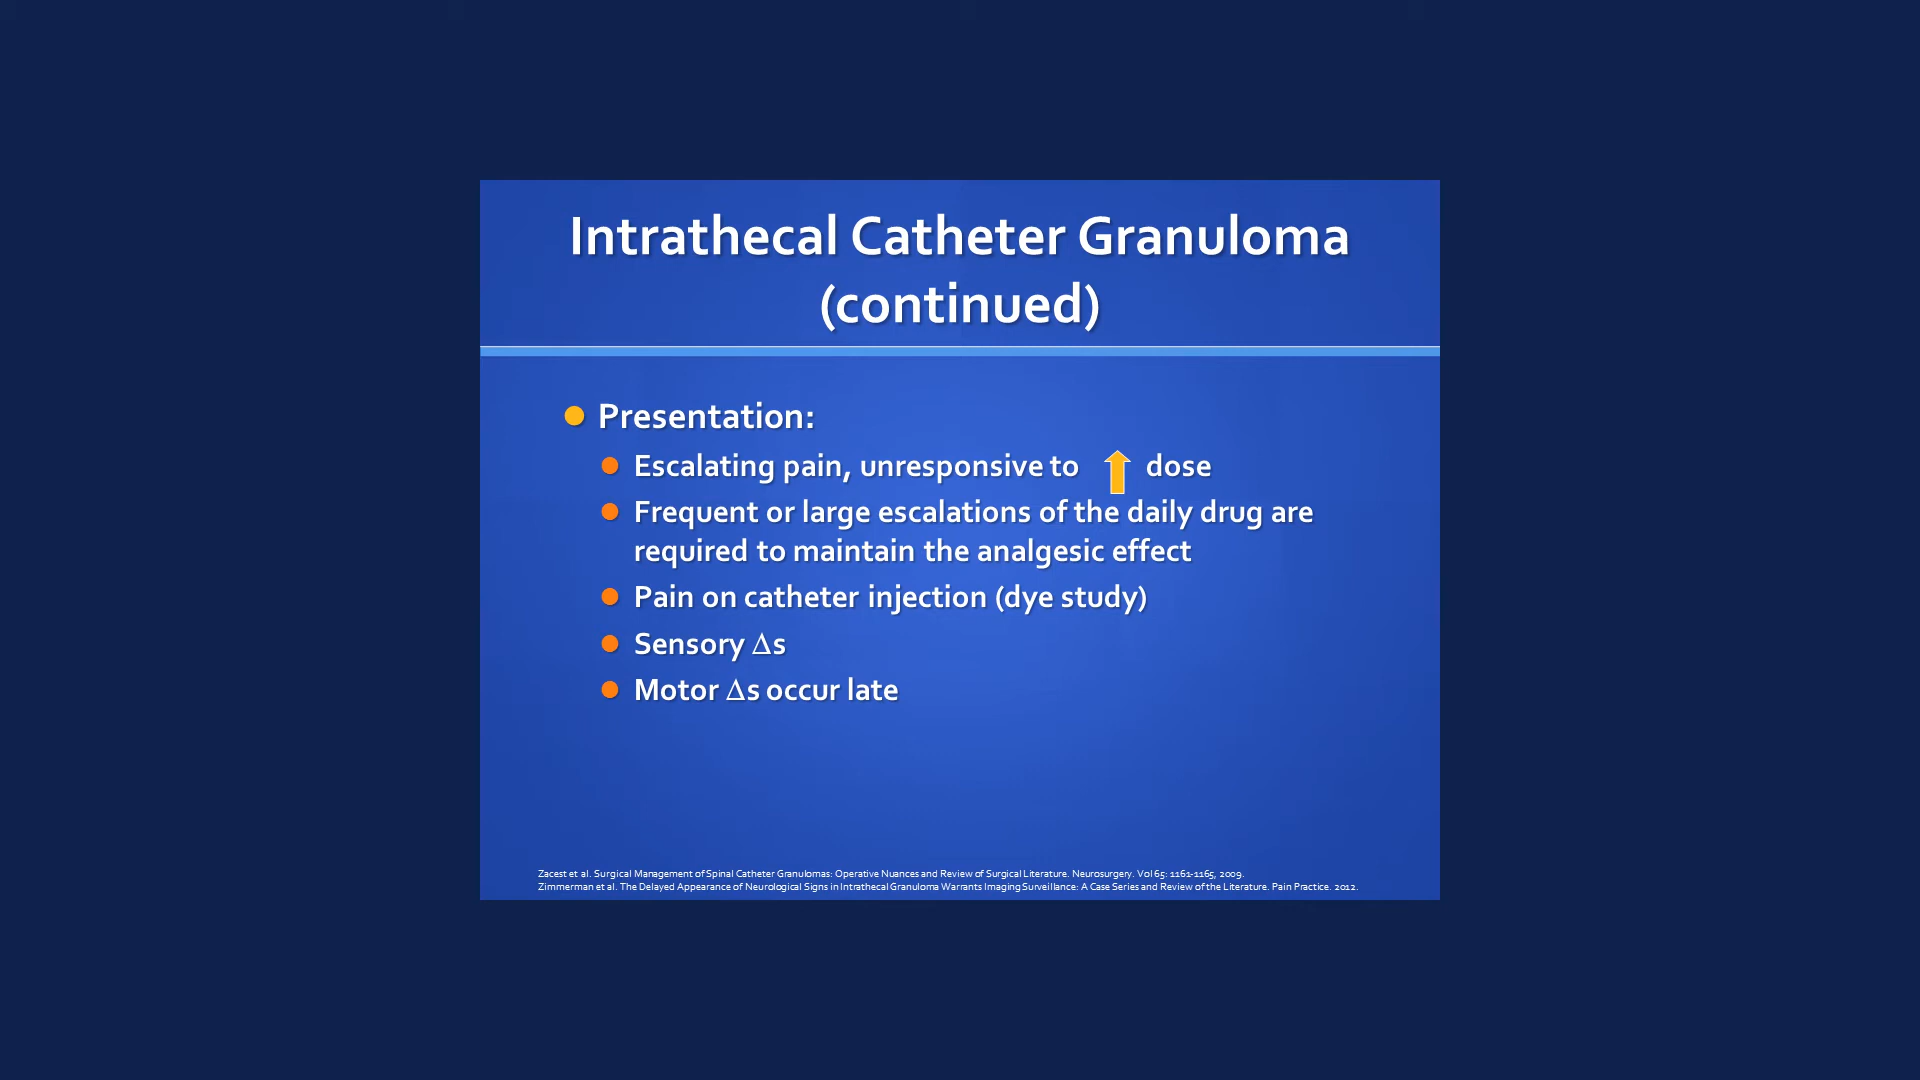 Intrathecal Catheter Granuloma
(continued)
Presentation:
Escalating pain, unresponsive to ⬆ dose
Frequent or large escalations of the daily drug are
required to maintain the analgesic effect
Pain on catheter injection (dye study)
Sensory Δs
Motor Δs occur late
Zacest et al. Surgical Management of Spinal Catheter Granulomas: Operative Nuances and Review of Surgical Literature. Neurosurgery. Vol 65: 1161-1165, 2009.
Zimmerman et al. The Delayed Appearance of Neurological Signs in Intrathecal Granuloma Warrants Imaging Surveillance: A Case Series and Review of the Literature. Pain Practice. 2012.